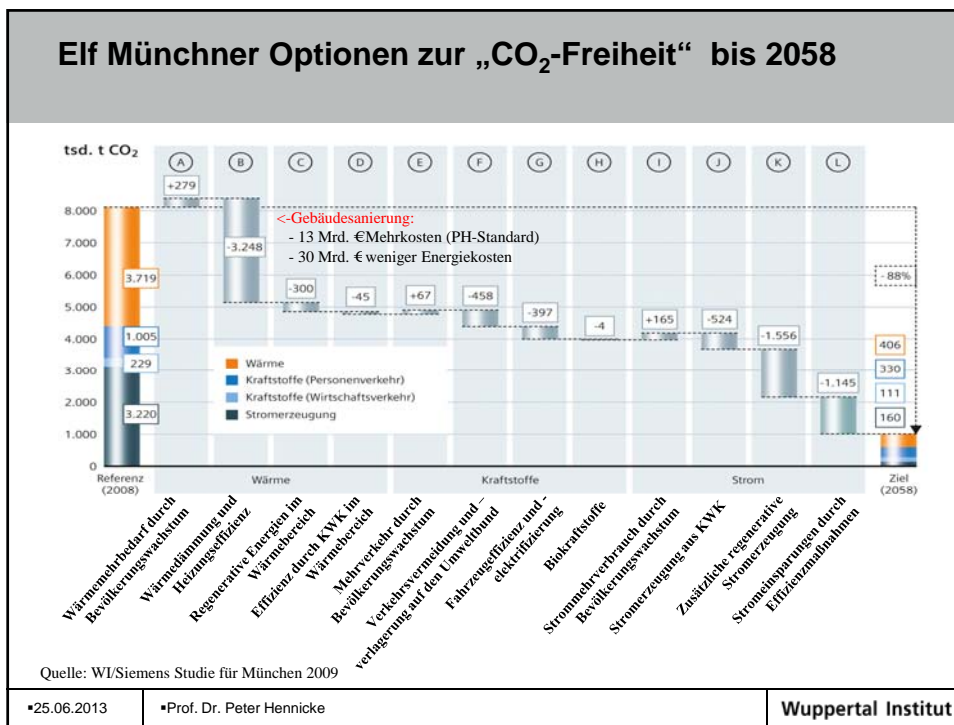 Elf Münchner Optionen zur „CO₂-Freiheit“ bis 2058
tsd. t CO₂
A B C D E F G H I J K L
8.000
7.000
6.000
5.000
4.000
3.000
2.000
1.000
0
3.719
1.005
229
3.220
+279
-3.248
-300
-45
+67
-458
-397
-4
+165
-524
-1.556
-1.145
<-Gebäudesanierung:
- 13 Mrd. €Mehrkosten (PH-Standard)
- 30 Mrd. € weniger Energiekosten
- 88%
406
330
111
160
Wärme
Kraftstoffe (Personenverkehr)
Kraftstoffe (Wirtschaftsverkehr)
Stromerzeugung
Referenz
(2008)
Wärme
Kraftstoffe
Strom
Ziel
(2058)
Wärmemehrbedarf durch
Bevölkerungswachstum
Wärmedämmung und
Heizungseffizienz
Regenerative Energien im
Wärmebereich
Effizienz durch KWK im
Wärmebereich
Mehrverkehr durch
Bevölkerungswachstum
Verkehrsvermeidung und –
verlagerung auf den Umweltbund
Fahrzeugeffizienz und -
elektrifizierung
Biokraftstoffe
Strommehrverbrauch durch
Bevölkerungswachstum
Stromerzeugung aus KWK
Zusätzliche regenerative
Stromerzeugung
Stromeinsparungen durch
Effizienzmaßnahmen
Quelle: WI/Siemens Studie für München 2009
▪25.06.2013
▪Prof. Dr. Peter Hennicke
Wuppertal Institut